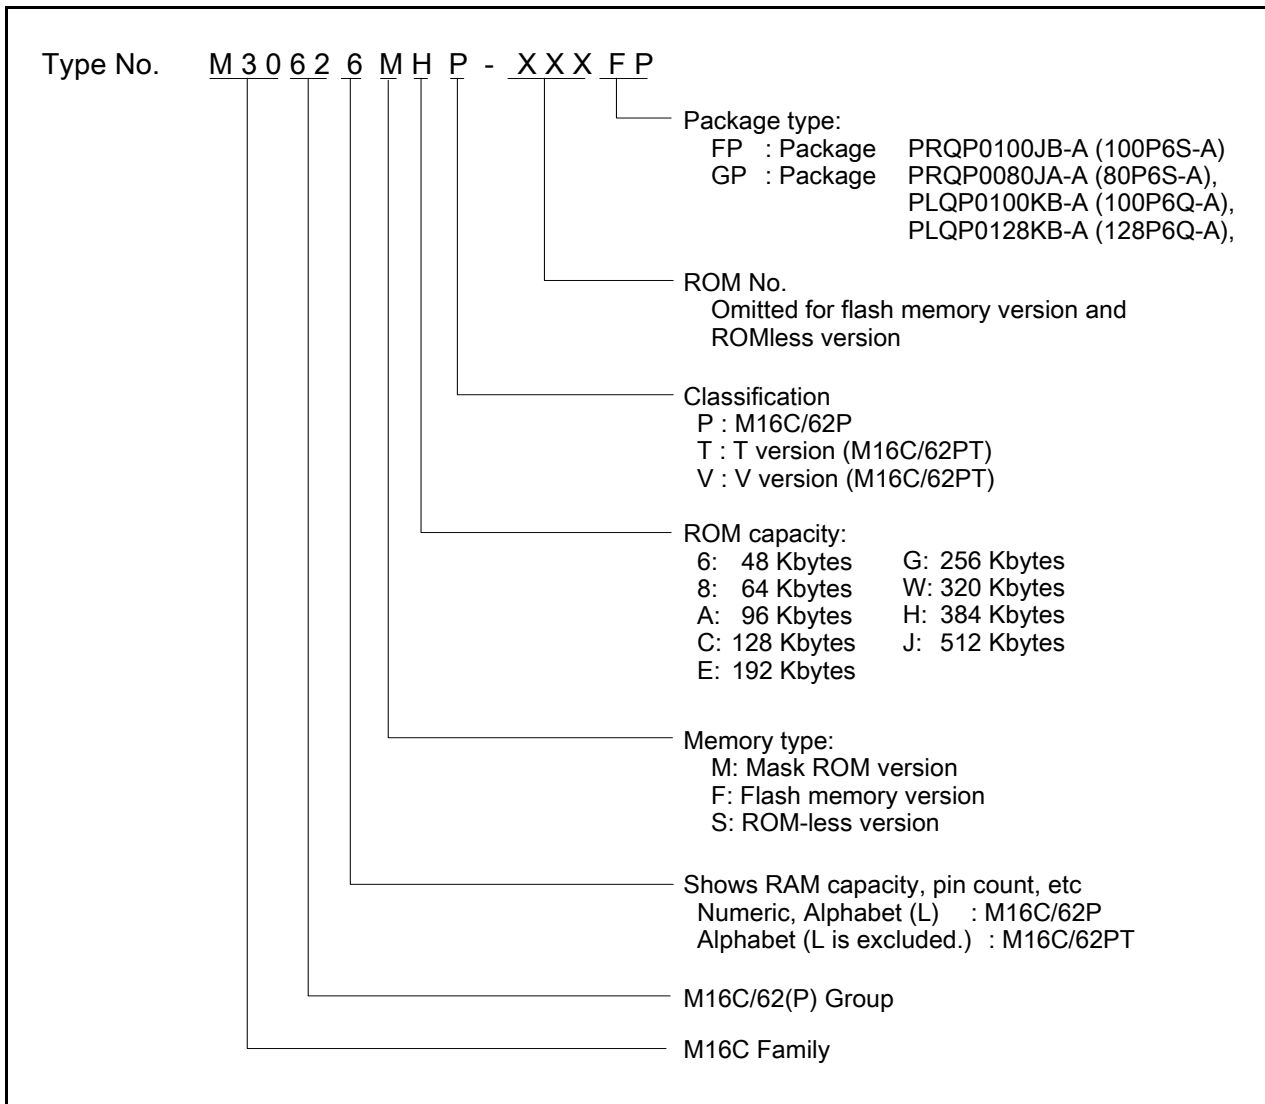 Type No. M 3 0 6 2 6 M H P - X X X F P
Package type:
FP : Package PRQP0100JB-A (100P6S-A)
GP : Package PRQP0080JA-A (80P6S-A),
PLQP0100KB-A (100P6Q-A),
PLQP0128KB-A (128P6Q-A),
ROM No.
Omitted for flash memory version and
ROMless version
Classification
P : M16C/62P
T : T version (M16C/62PT)
V : V version (M16C/62PT)
ROM capacity:
6: 48 Kbytes G: 256 Kbytes
8: 64 Kbytes W: 320 Kbytes
A: 96 Kbytes H: 384 Kbytes
C: 128 Kbytes J: 512 Kbytes
E: 192 Kbytes
Memory type:
M: Mask ROM version
F: Flash memory version
S: ROM-less version
Shows RAM capacity, pin count, etc
Numeric, Alphabet (L) : M16C/62P
Alphabet (L is excluded.) : M16C/62PT
M16C/62(P) Group
M16C Family